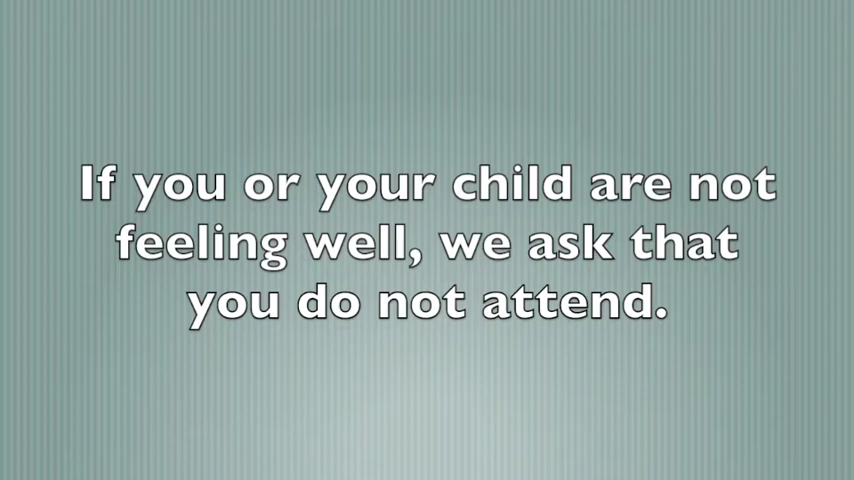 If you or your child are not
feeling well, we ask that
you do not attend.